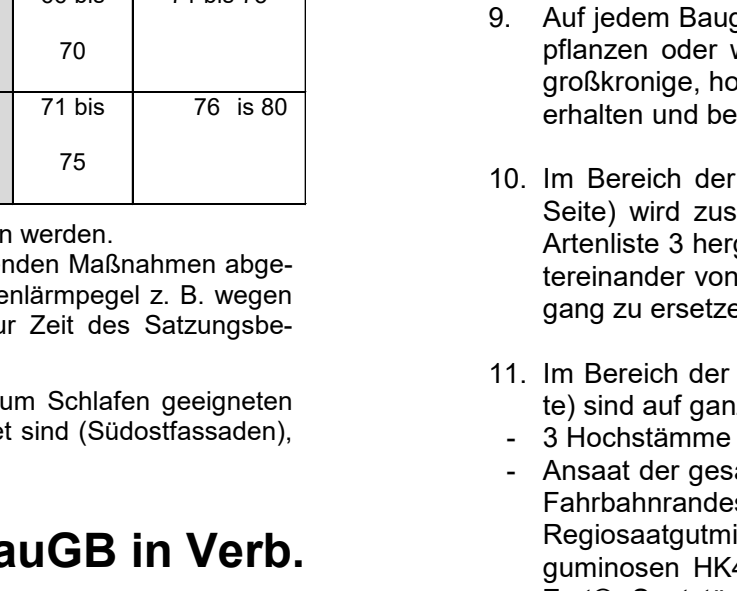 70
71 bis
76 is 80
75
n werden.
enden Maßnahmen abge-
enlärmpegel z. B. wegen
ur Zeit des Satzungsbe-
um Schlafen geeigneten
et sind (Südostfassaden),
auGB in Verb.
9. Auf jedem Baug
pflanzen oder w
großkronige, ho
erhalten und be
10. Im Bereich der
Seite) wird zus
Artenliste 3 herg
tereinander von
gang zu ersetze
11. Im Bereich der
te) sind auf ganz
- 3 Hochstämme
- Ansaat der gesa
Fahrbahnrandes
Regiosaatgutmi
guminosen HK4